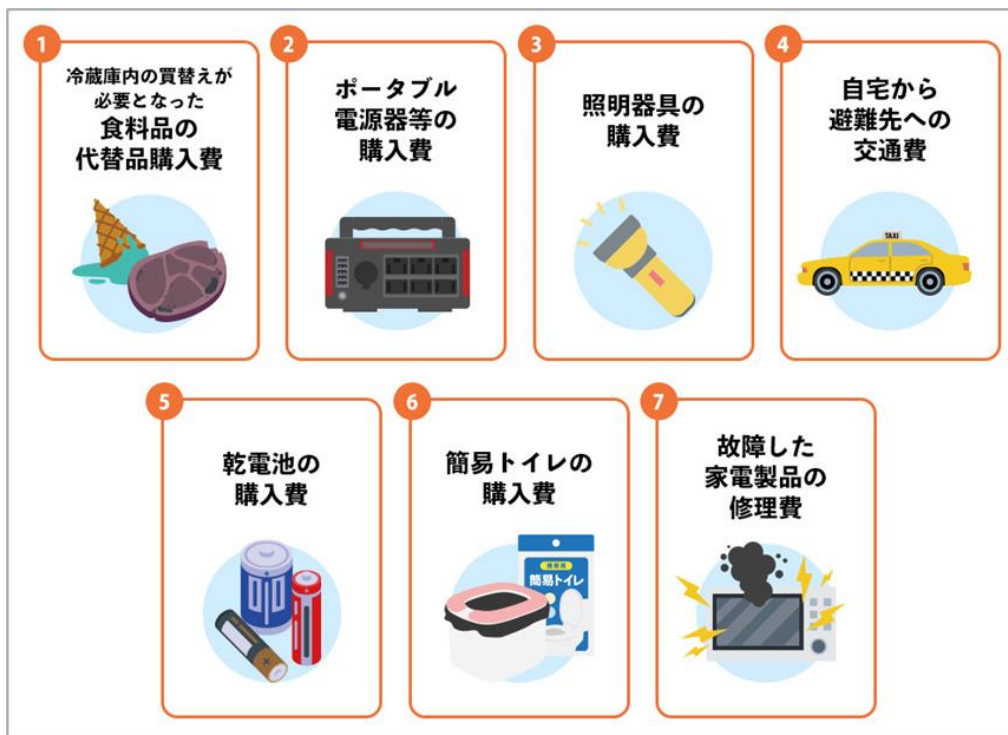 1
冷蔵庫内の買替えが
必要となった
食料品の
代替品購入費
2
ポータブル
電源器等の
購入費
3
照明器具の
購入費
4
自宅から
避難先への
交通費
TAXI
5
乾電池の
購入費
6
簡易トイレの
購入費
携帯用
簡易トイレ
7
故障した
家電製品の
修理費